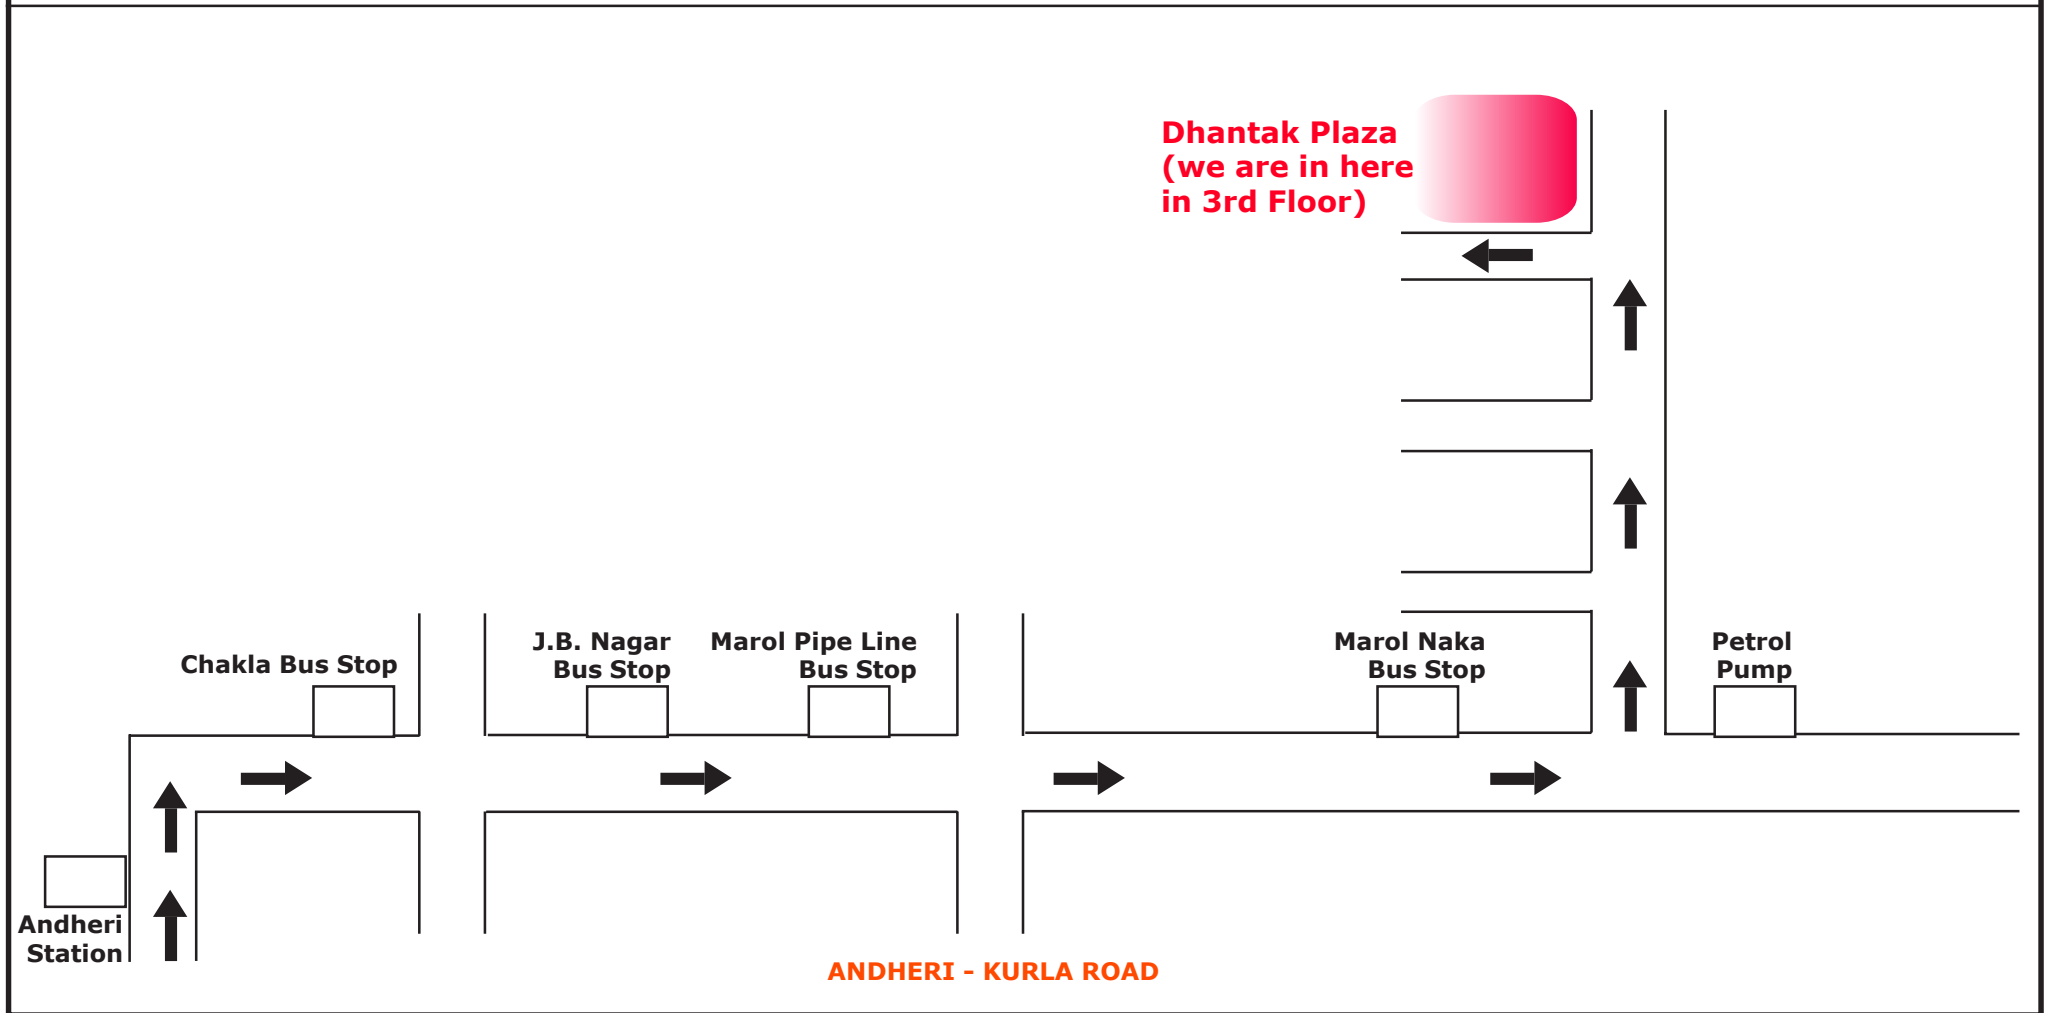 Dhantak Plaza
(we are in here
in 3rd Floor)
Chakla Bus Stop
J.B. Nagar
Bus Stop
Marol Pipe Line
Bus Stop
Marol Naka
Bus Stop
Petrol
Pump
Andheri
Station
ANDHERI - KURLA ROAD